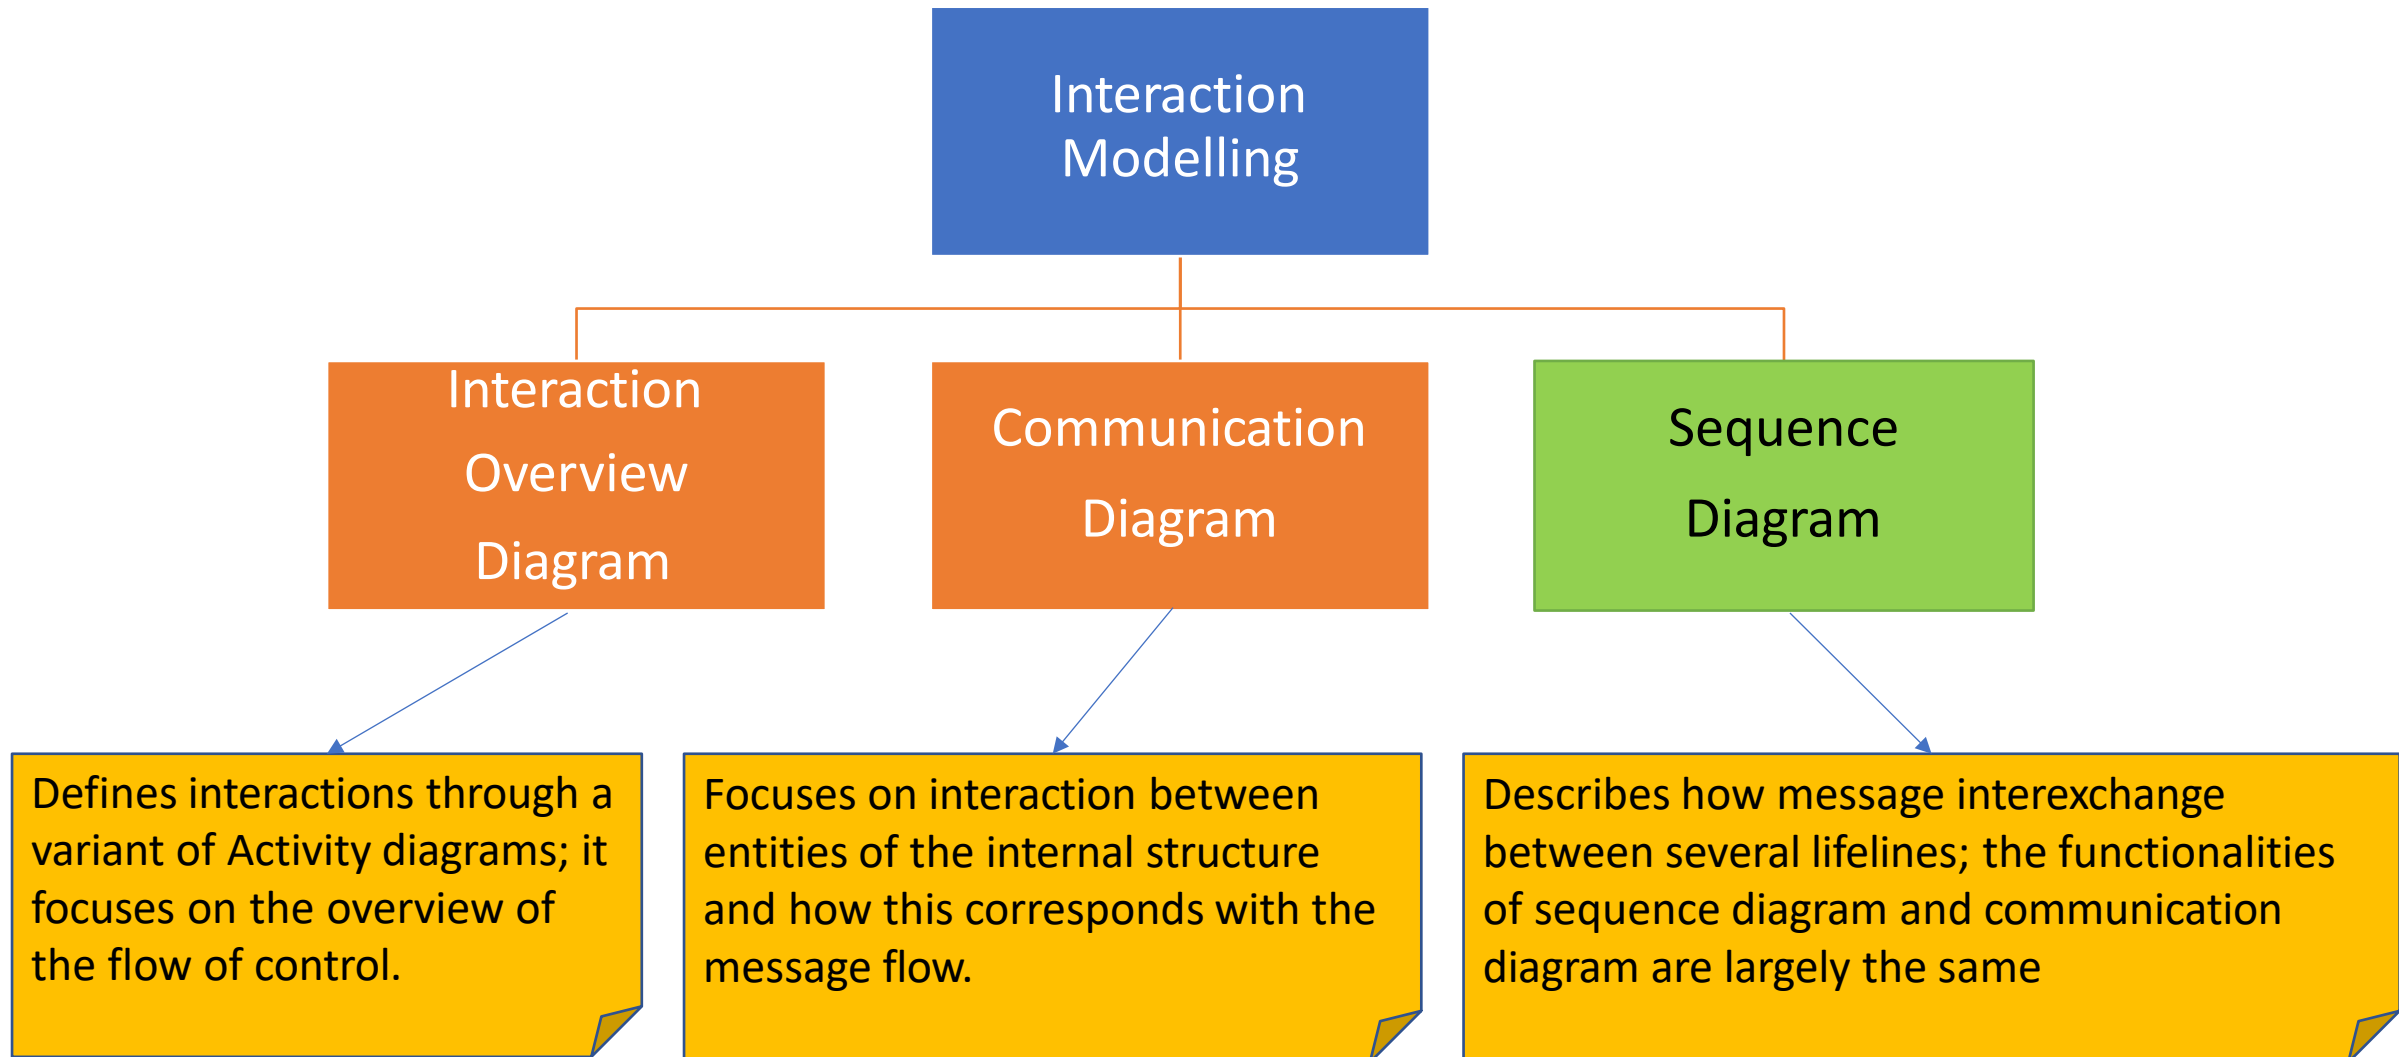 Interaction
Modelling
Interaction
Overview
Diagram
Communication
Diagram
Sequence
Diagram
Defines interactions through a
variant of Activity diagrams; it
focuses on the overview of
the flow of control.
Focuses on interaction between
entities of the internal structure
and how this corresponds with the
message flow.
Describes how message interexchange
between several lifelines; the functionalities
of sequence diagram and communication
diagram are largely the same